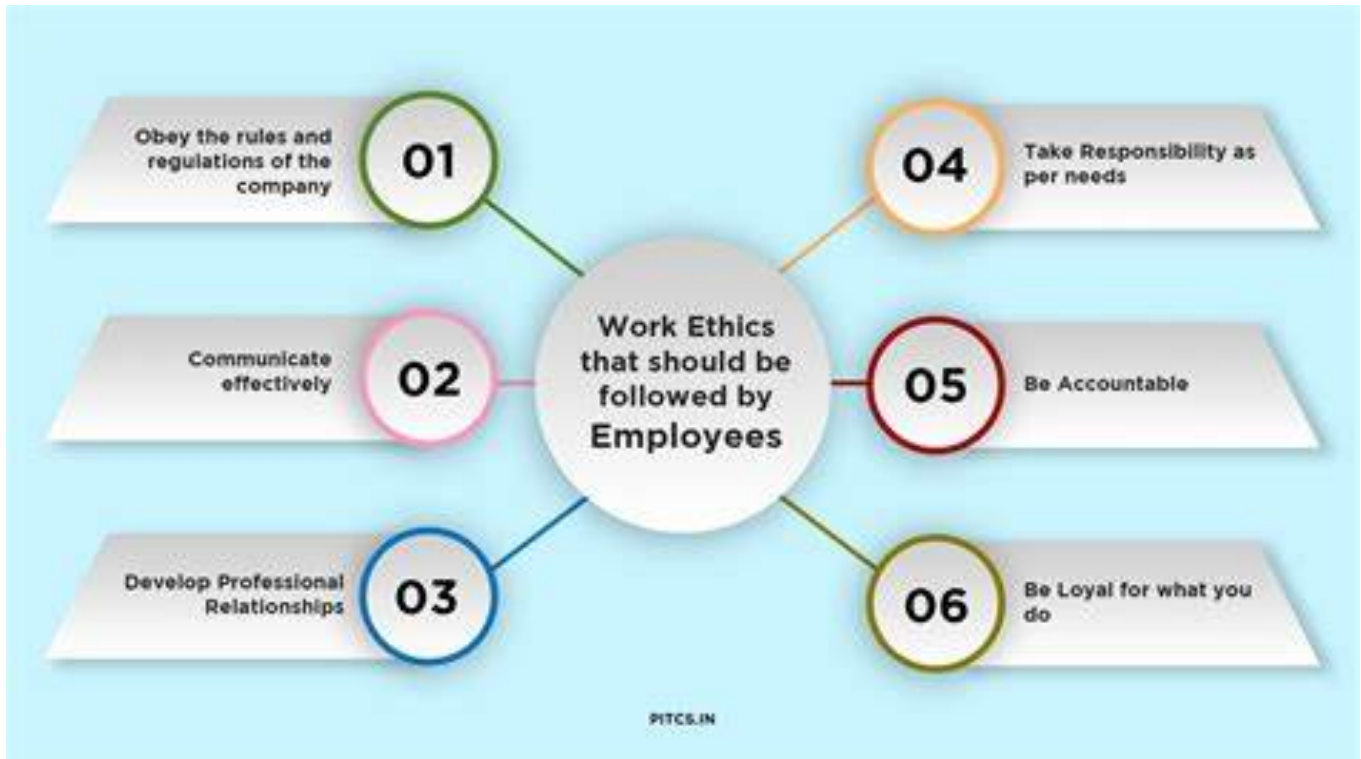 Work Ethics
that should be
followed by
Employees
01
Obey the rules and
regulations of the
company
02
Communicate
effectively
03
Develop Professional
Relationships
04
Take Responsibility as
per needs
05
Be Accountable
06
Be Loyal for what you
do
PITCS.IN